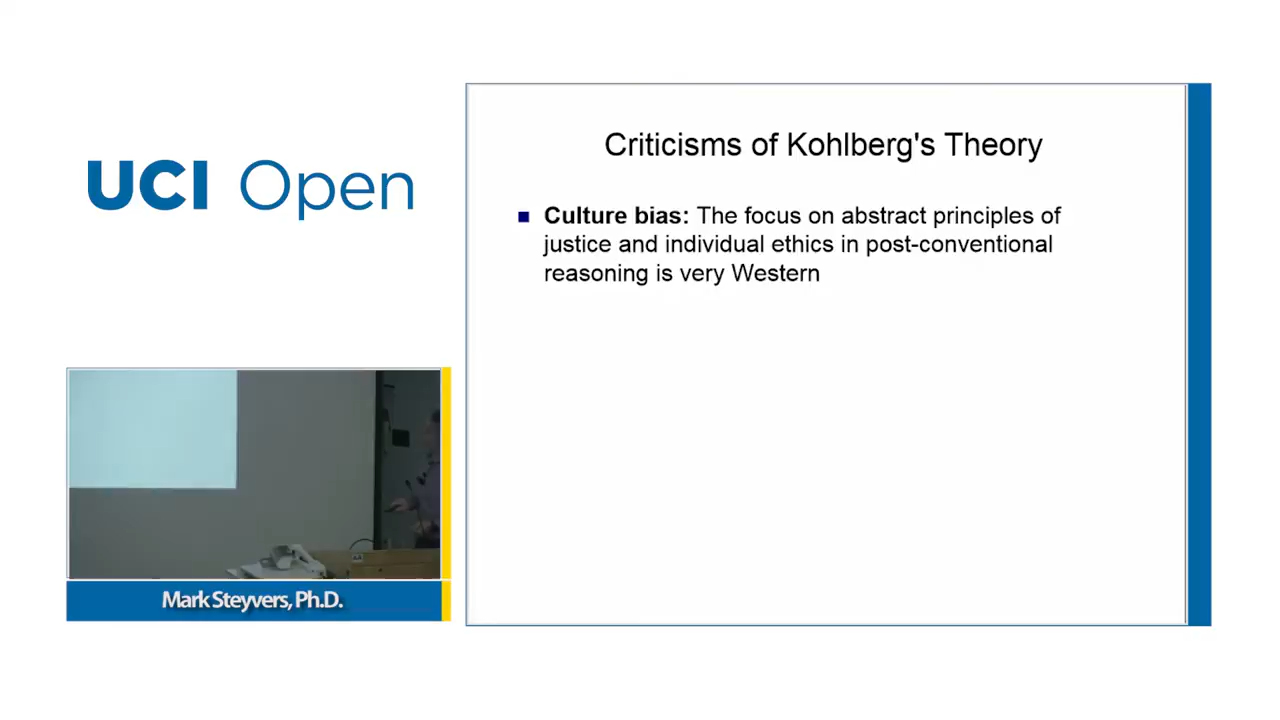 UCI Open
Criticisms of Kohlberg's Theory
Culture bias: The focus on abstract principles of
justice and individual ethics in post-conventional
reasoning is very Western
Mark Steyvers, Ph.D.